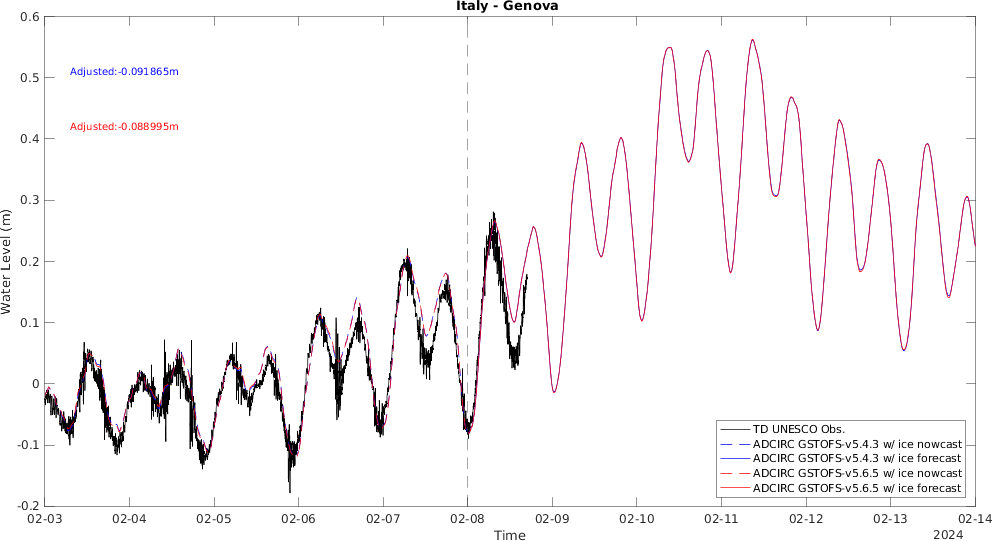 Italy - Genova
0.6
0.5
0.4
0.3
0.2
0.1
0
-0.1
-0.2
Water Level (m)
Adjusted:-0.091865m
Adjusted:-0.088995m
TD UNESCO Obs.
ADCIRC GSTOFS-v5.4.3 w/ ice nowcast
ADCIRC GSTOFS-v5.4.3 w/ ice forecast
ADCIRC GSTOFS-v5.6.5 w/ ice nowcast
ADCIRC GSTOFS-v5.6.5 w/ ice forecast
02-03 02-04 02-05 02-06 02-07 02-08 02-09 02-10 02-11 02-12 02-13 02-14
Time
2024